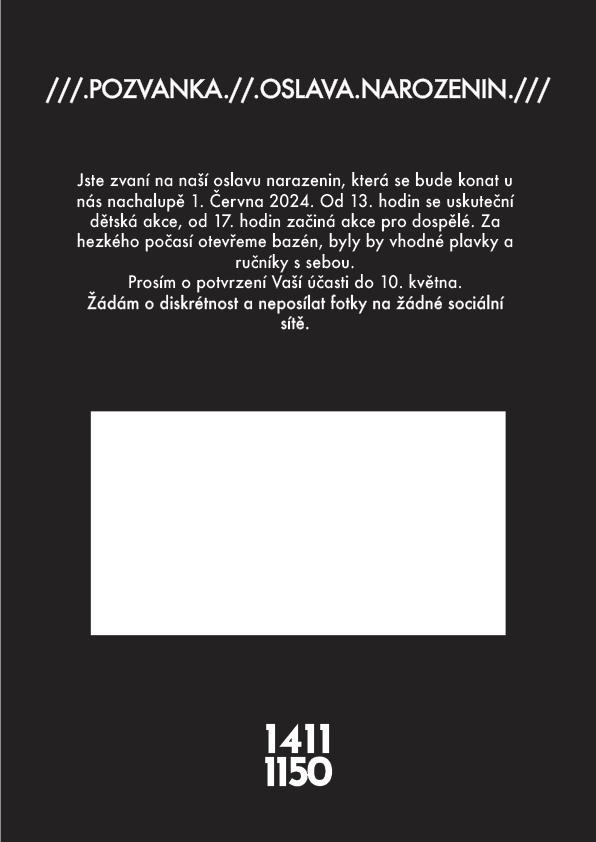 ///.POZVANKA.//.OSLAVA.NAROZENIN.///
Jste zvaní na naší oslavu narazenin, která se bude konat u
nás nachalupě 1. Června 2024. Od 13. hodin se uskuteční
dětská akce, od 17. hodin začiná akce pro dospělé. Za
hezkého počasí otevřeme bazén, byly by vhodné plavky a
ručníky s sebou.
Prosím o potvrzení Vaší účasti do 10. května.
Žádám o diskrétnost a neposílat fotky na žádné sociální
sítě.
1411
1150